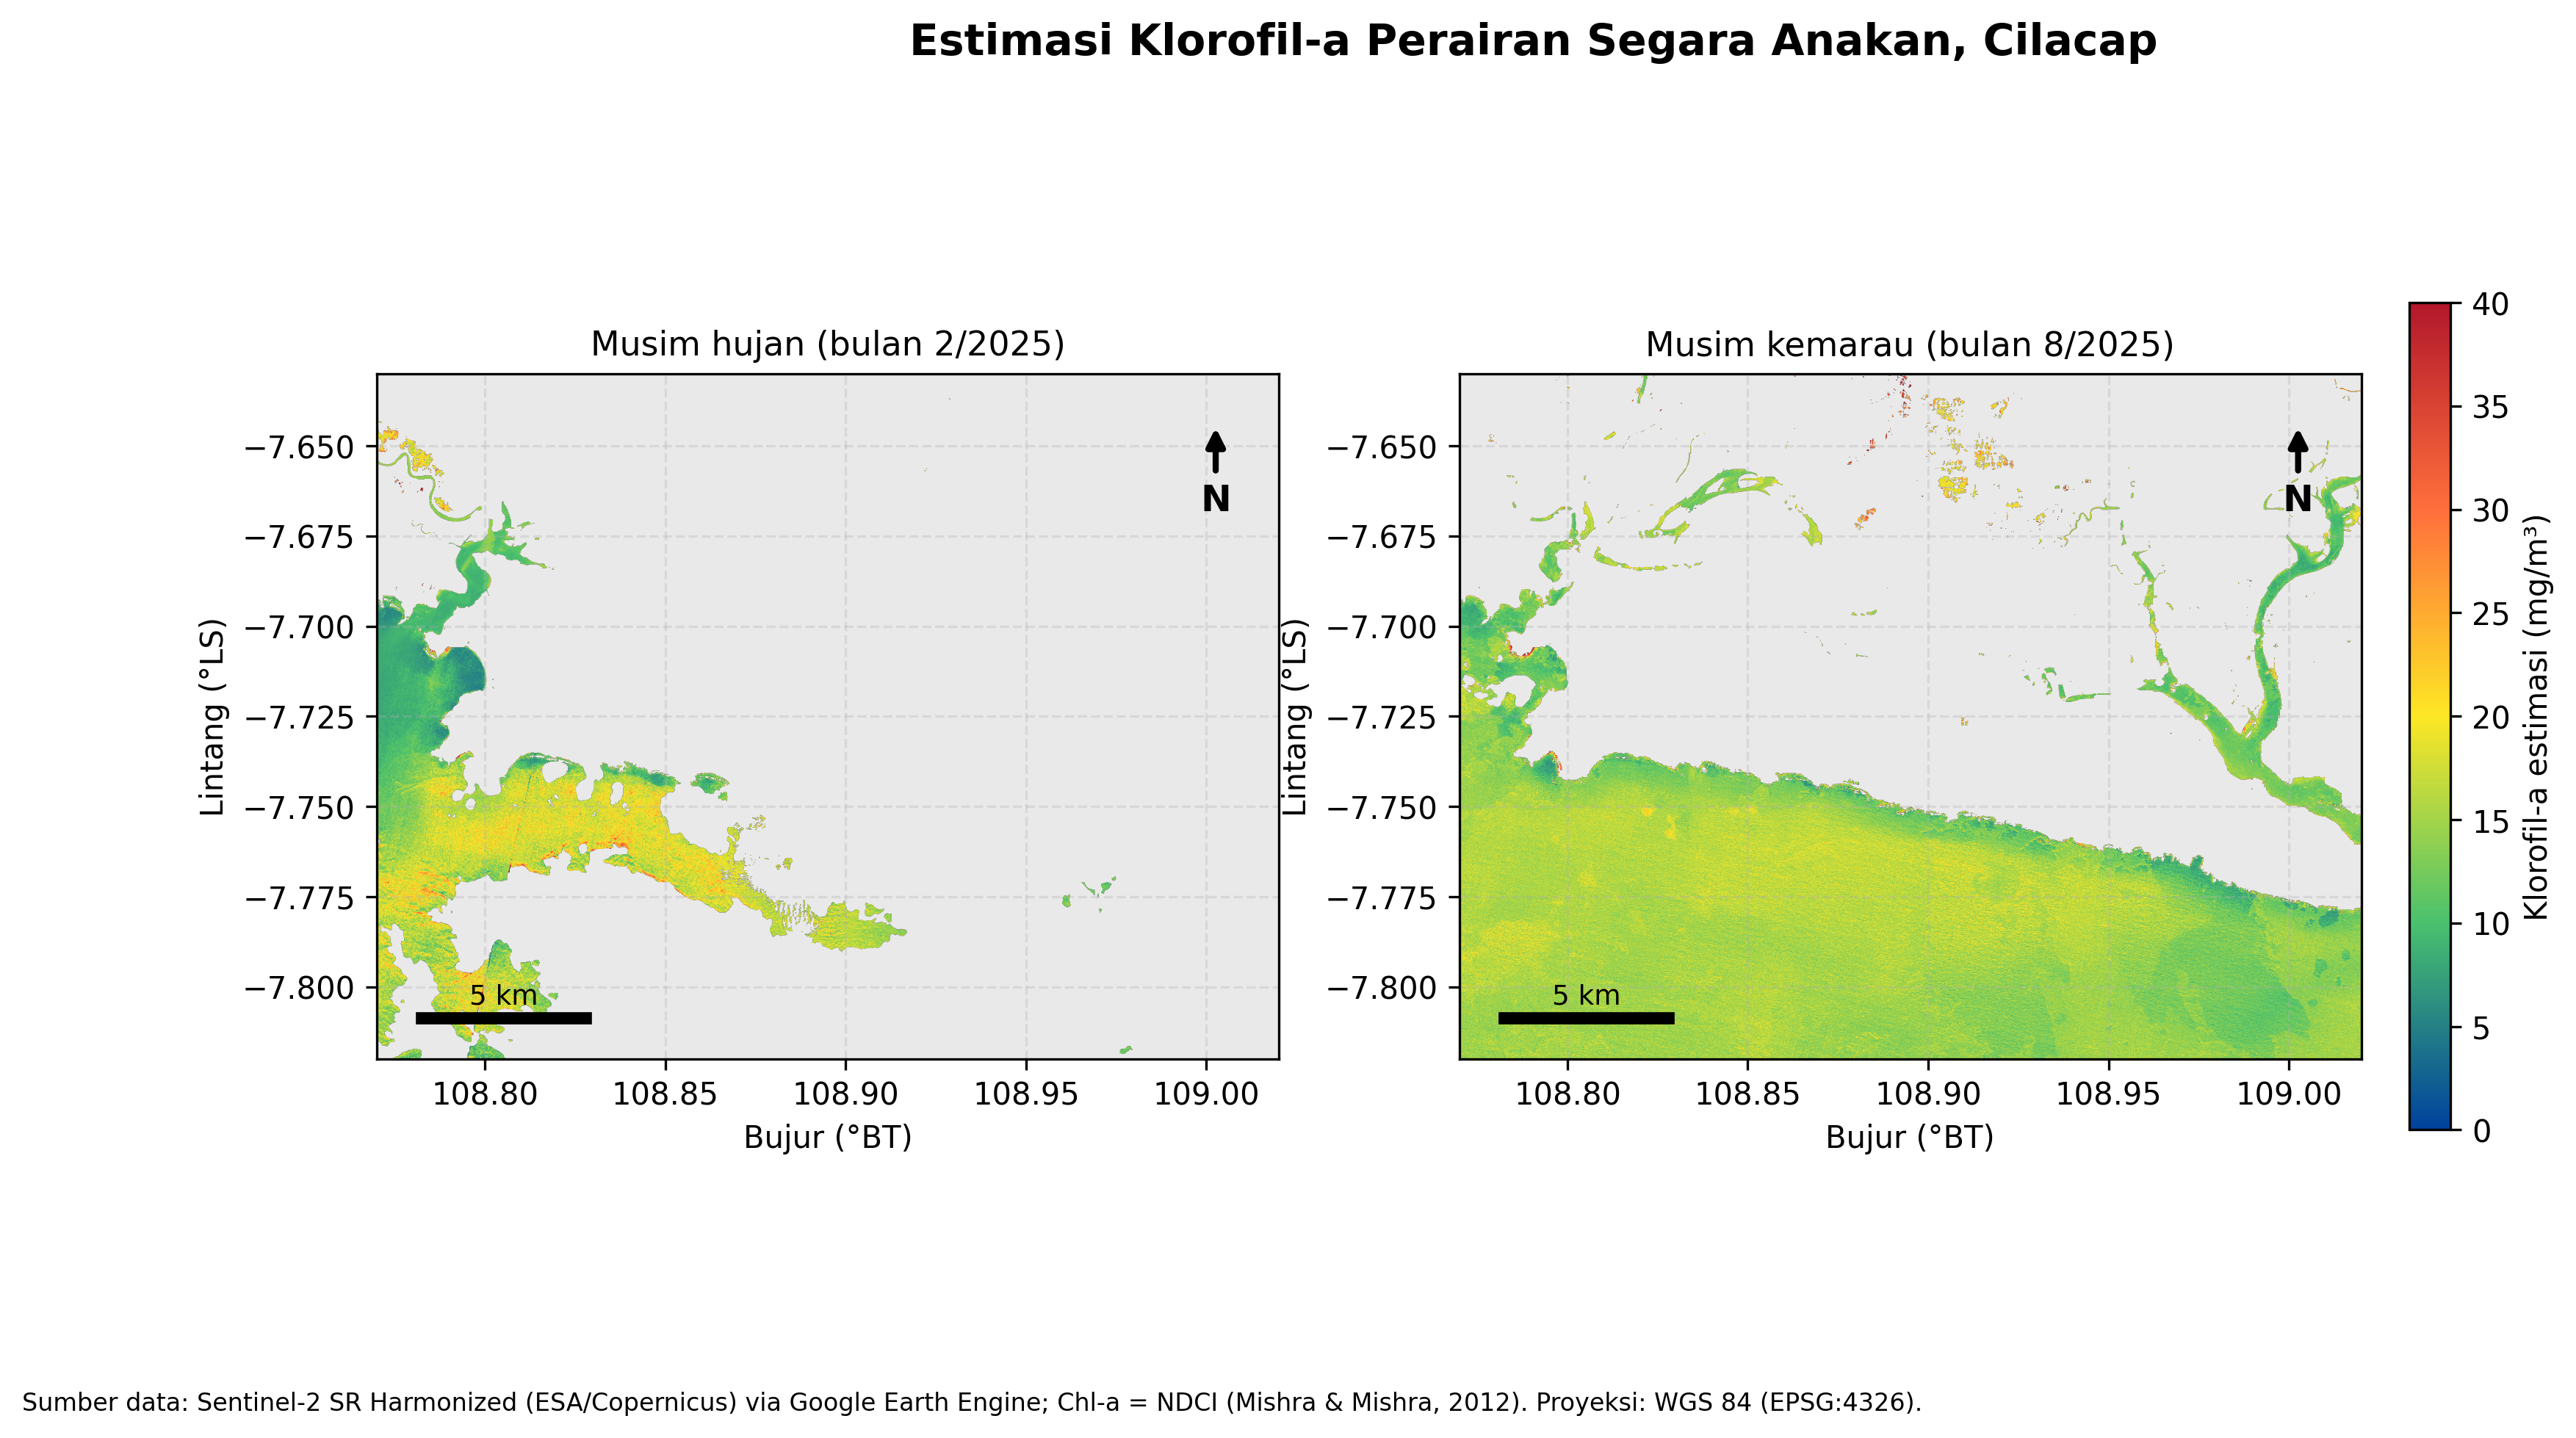 Estimasi Klorofil-a Perairan Segara Anakan, Cilacap
Musim hujan (bulan 2/2025)
−7.650
−7.675
−7.700
−7.725
−7.750
−7.775
−7.800
Lintang (°LS)
N
5 km
108.80
108.85
108.90
108.95
109.00
Bujur (°BT)
Musim kemarau (bulan 8/2025)
−7.650
−7.675
−7.700
−7.725
−7.750
−7.775
−7.800
Lintang (°LS)
N
5 km
108.80
108.85
108.90
108.95
109.00
Bujur (°BT)
40
35
30
25
20
15
10
5
0
Klorofil-a estimasi (mg/m³)
Sumber data: Sentinel-2 SR Harmonized (ESA/Copernicus) via Google Earth Engine; Chl-a = NDCI (Mishra & Mishra, 2012). Proyeksi: WGS 84 (EPSG:4326).